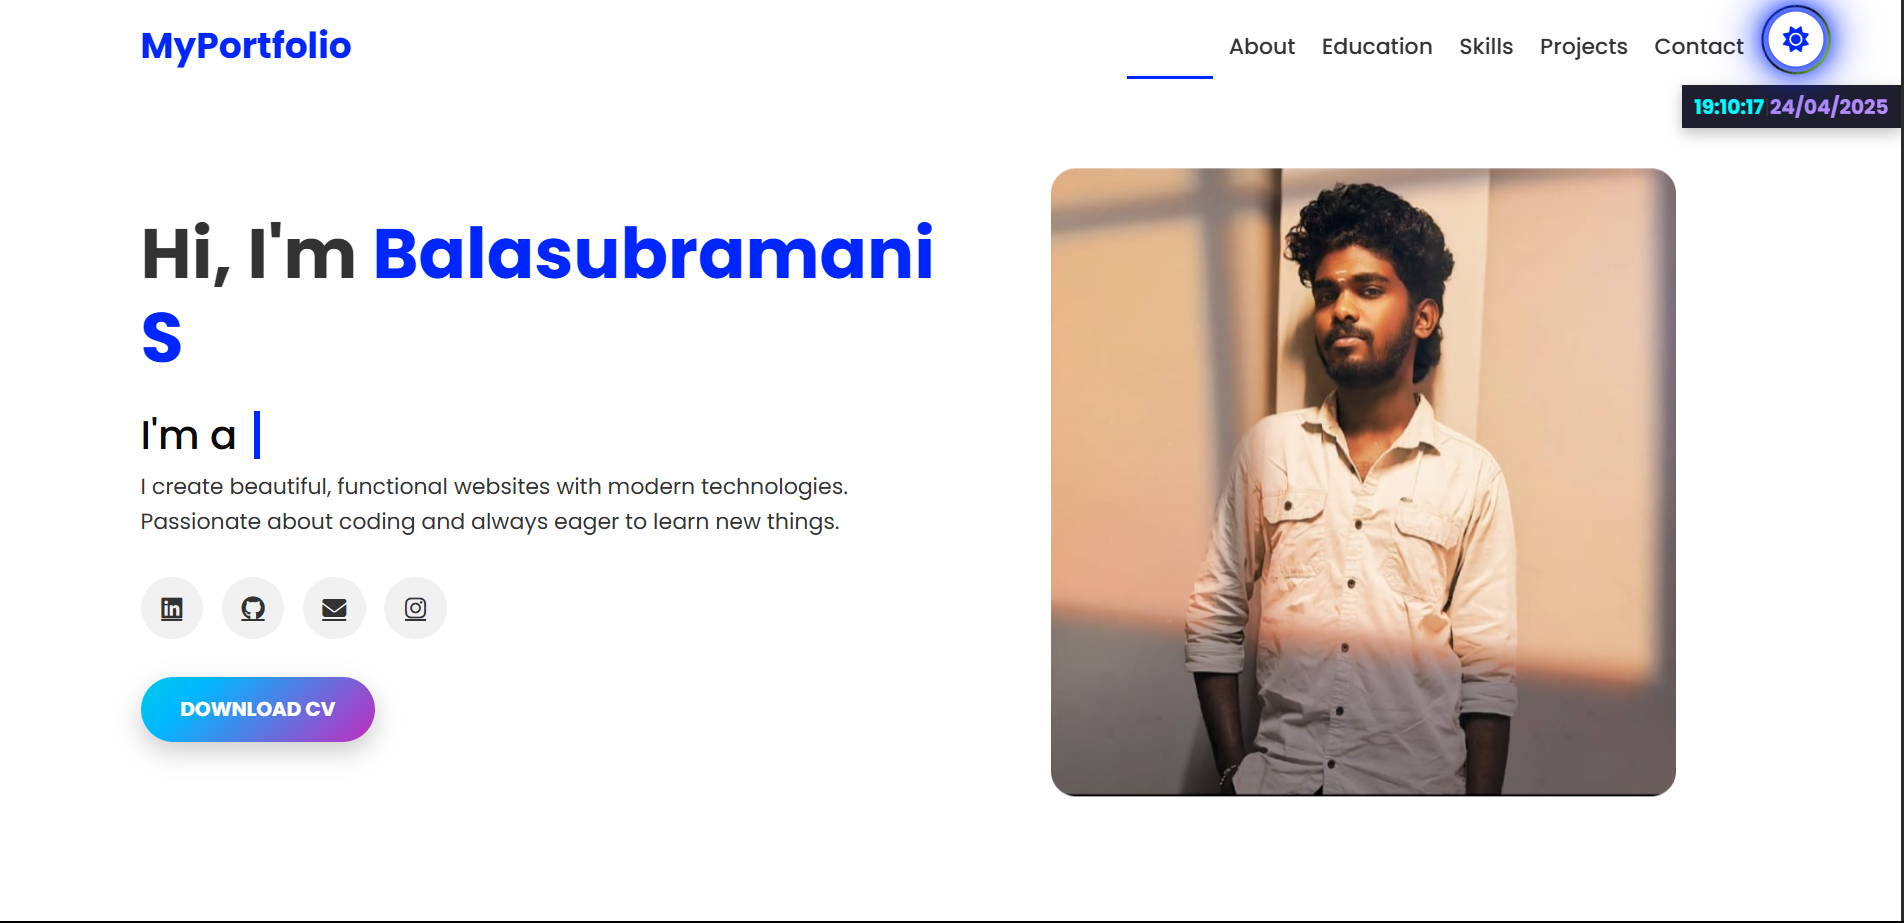 MyPortfolio
About Education Skills Projects Contact
19:10:17 24/04/2025
Hi, I'm Balasubramani
S
I'm a
I create beautiful, functional websites with modern technologies.
Passionate about coding and always eager to learn new things.
in
DOWNLOAD CV